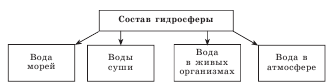 Состав гидросферы
Вода
морей
Воды
суши
Вода
в живых
организмах
Вода в
атмосфере